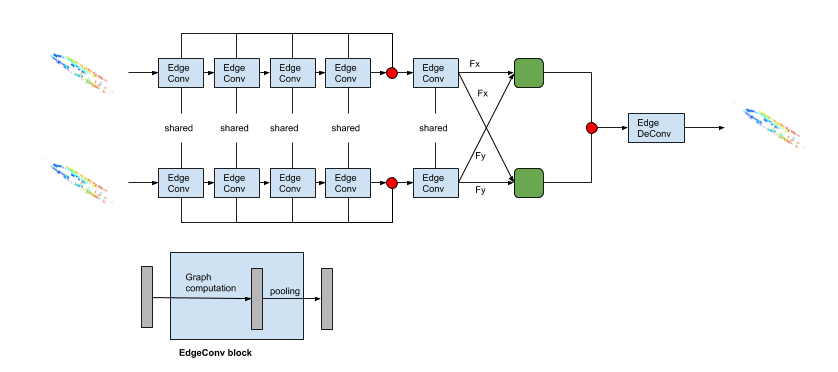 Edge
Conv
Edge
Conv
Edge
Conv
Edge
Conv
Edge
Conv
Fx
Fx
shared
shared
shared
shared
shared
Edge
DeConv
Fy
Fy
Edge
Conv
Edge
Conv
Edge
Conv
Edge
Conv
Edge
Conv
Graph
computation
pooling
EdgeConv block